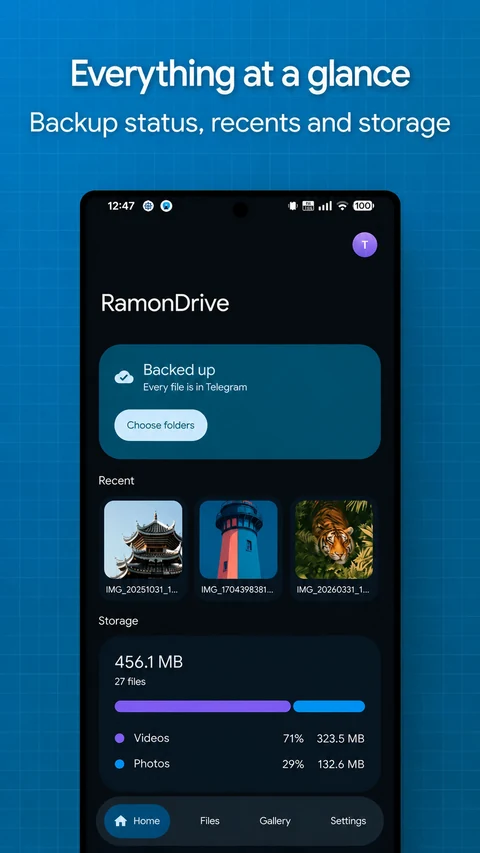 Everything at a glance
Backup status, recents and storage
12:47
100
T
RamonDrive
Backed up
Every file is in Telegram
Choose folders
Recent
IMG_20251031_1...
IMG_1704398381...
IMG_20260331_1...
Storage
456.1 MB
27 files
Videos 71% 323.5 MB
Photos 29% 132.6 MB
Home Files Gallery Settings